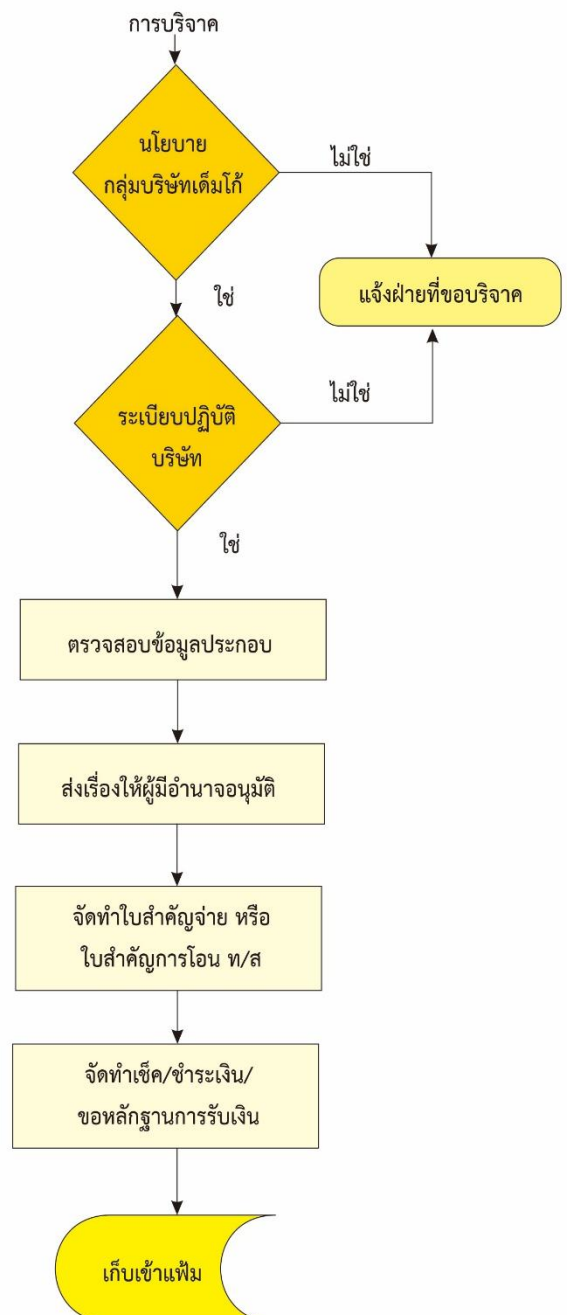 การบริจาค
นโยบาย
กลุ่มบริษัทเด็มโก้
ไม่ใช่
แจ้งฝ่ายที่ขอบริจาค
ใช่
ระเบียบปฏิบัติ
บริษัท
ไม่ใช่
ใช่
ตรวจสอบข้อมูลประกอบ
ส่งเรื่องให้ผู้มีอำนาจอนุมัติ
จัดทำใบสำคัญจ่าย หรือ
ใบสำคัญการโอน ท/ส
จัดทำเช็ค/ชำระเงิน/
ขอหลักฐานการรับเงิน
เก็บเข้าแฟ้ม